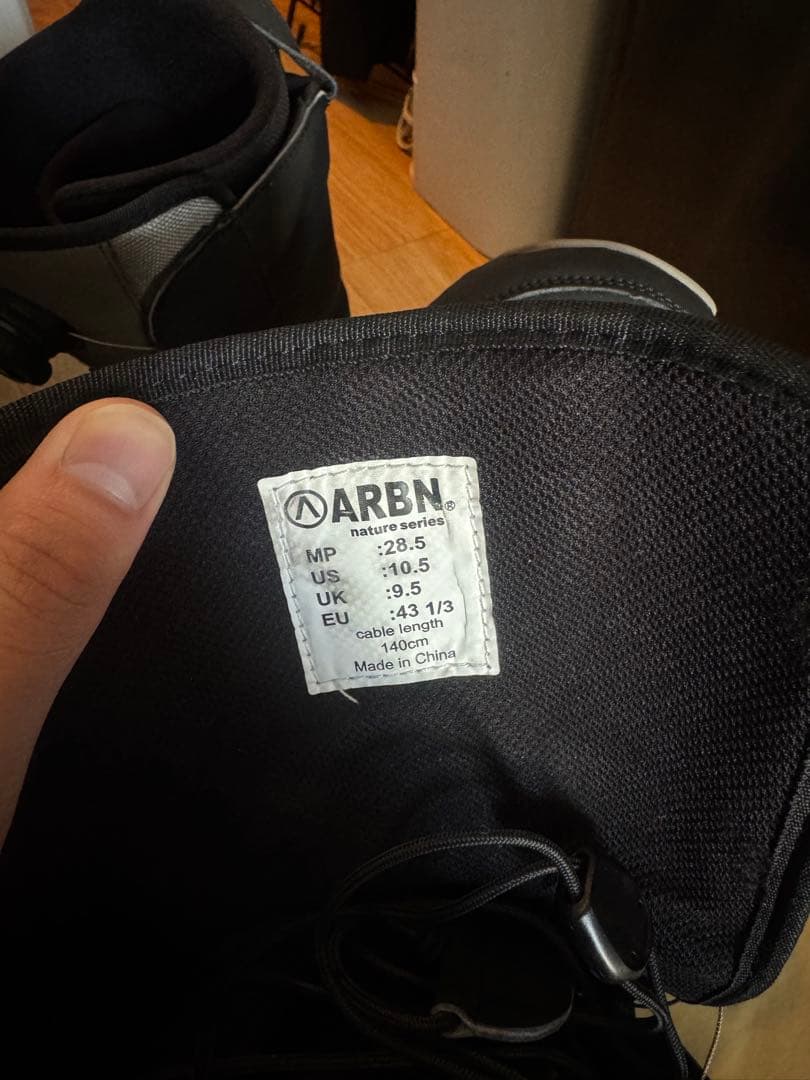 ARBN®
nature series
MP :28.5
US :10.5
UK :9.5
EU :43 1/3
cable length
140cm
Made in China